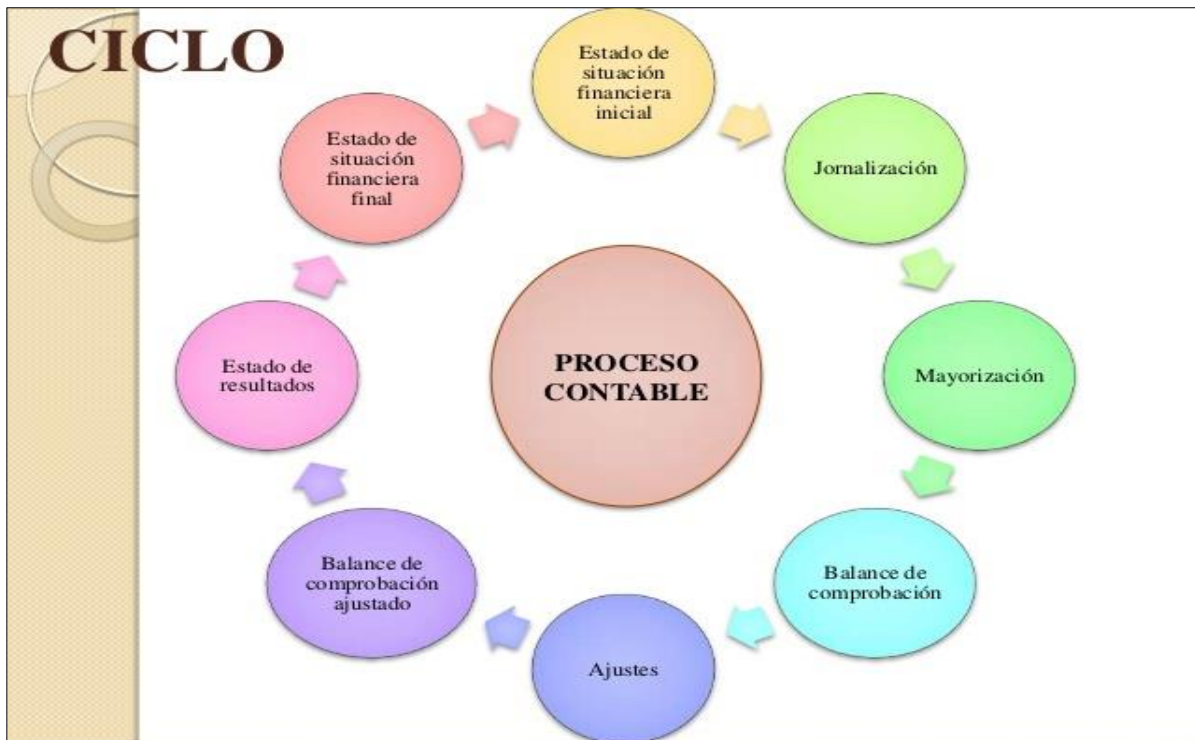 CICLO
Estado de
situación
financiera
inicial
Jornalización
Mayorización
Balance de
comprobación
Ajustes
Balance de
comprobación
ajustado
Estado de
resultados
Estado de
situación
financiera
final
PROCESO
CONTABLE